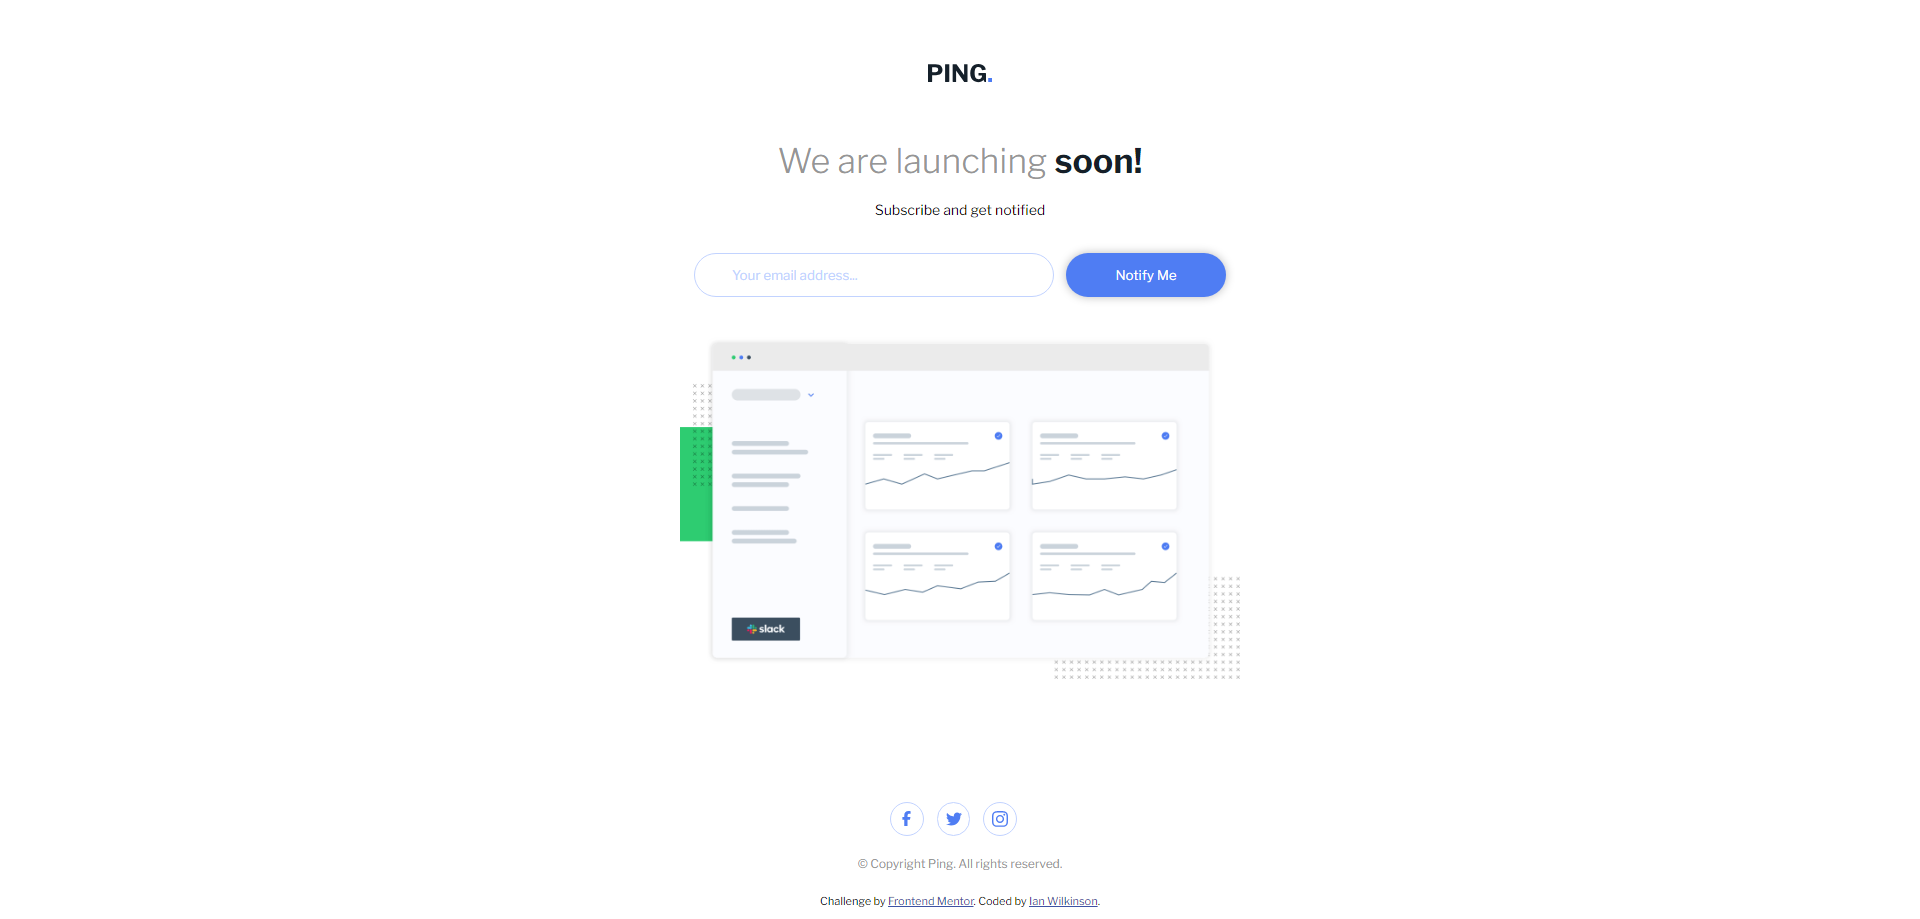 PING.
We are launching soon!
Subscribe and get notified
Your email address...
Notify Me
slack
© Copyright Ping. All rights reserved.
Challenge by Frontend Mentor. Coded by Ian Wilkinson.